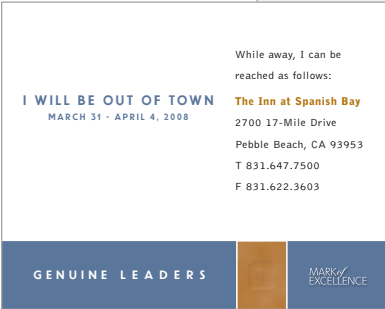 I WILL BE OUT OF TOWN
MARCH 31 - APRIL 4, 2008
While away, I can be
reached as follows:
The Inn at Spanish Bay
2700 17-Mile Drive
Pebble Beach, CA 93953
T 831.647.7500
F 831.622.3603
GENUINE LEADERS
MARK of
EXCELLENCE